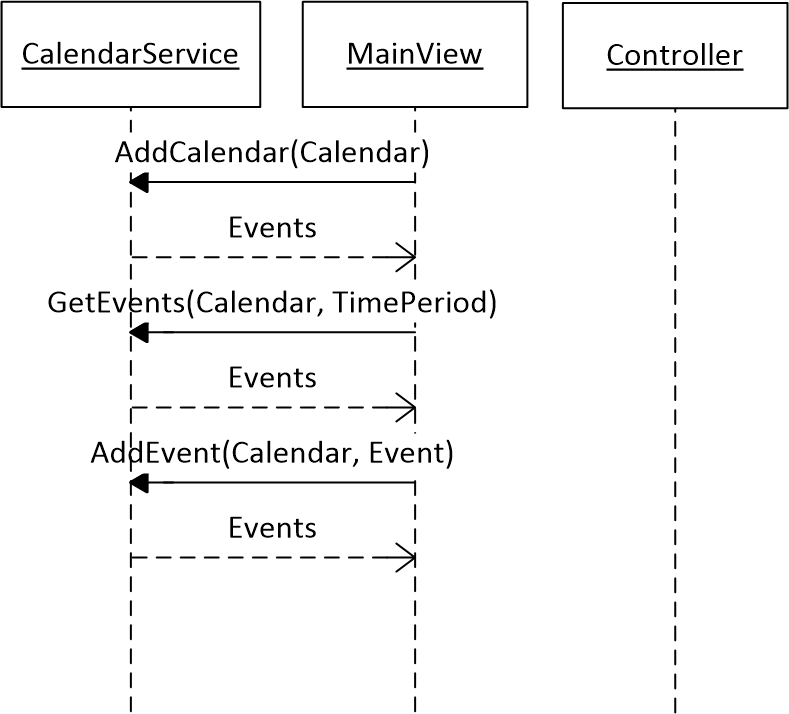 CalendarService
MainView
Controller
AddCalendar(Calendar)
Events
GetEvents(Calendar, TimePeriod)
Events
AddEvent(Calendar, Event)
Events